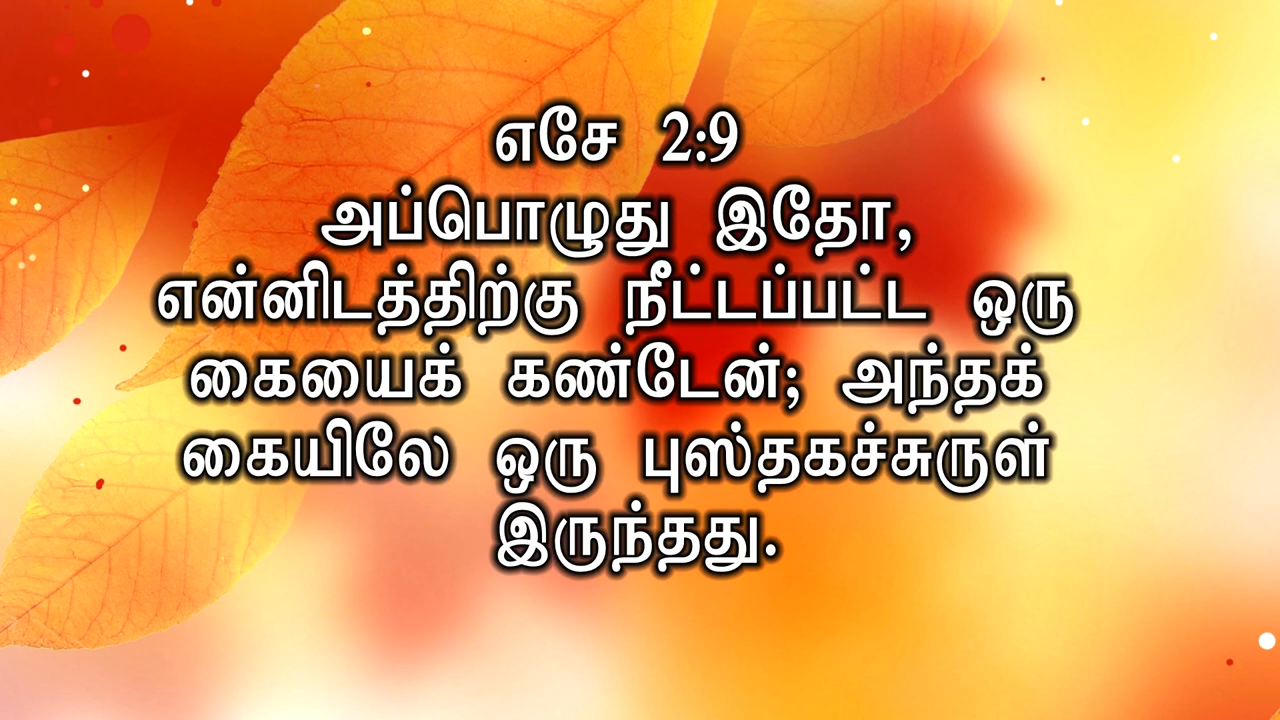 எசே 2:9
அப்பொழுது இதோ,
என்னிடத்திற்கு நீட்டப்பட்ட ஒரு
கையைக் கண்டேன்; அந்தக்
கையிலே ஒரு புஸ்தகச்சுருள்
இருந்தது.